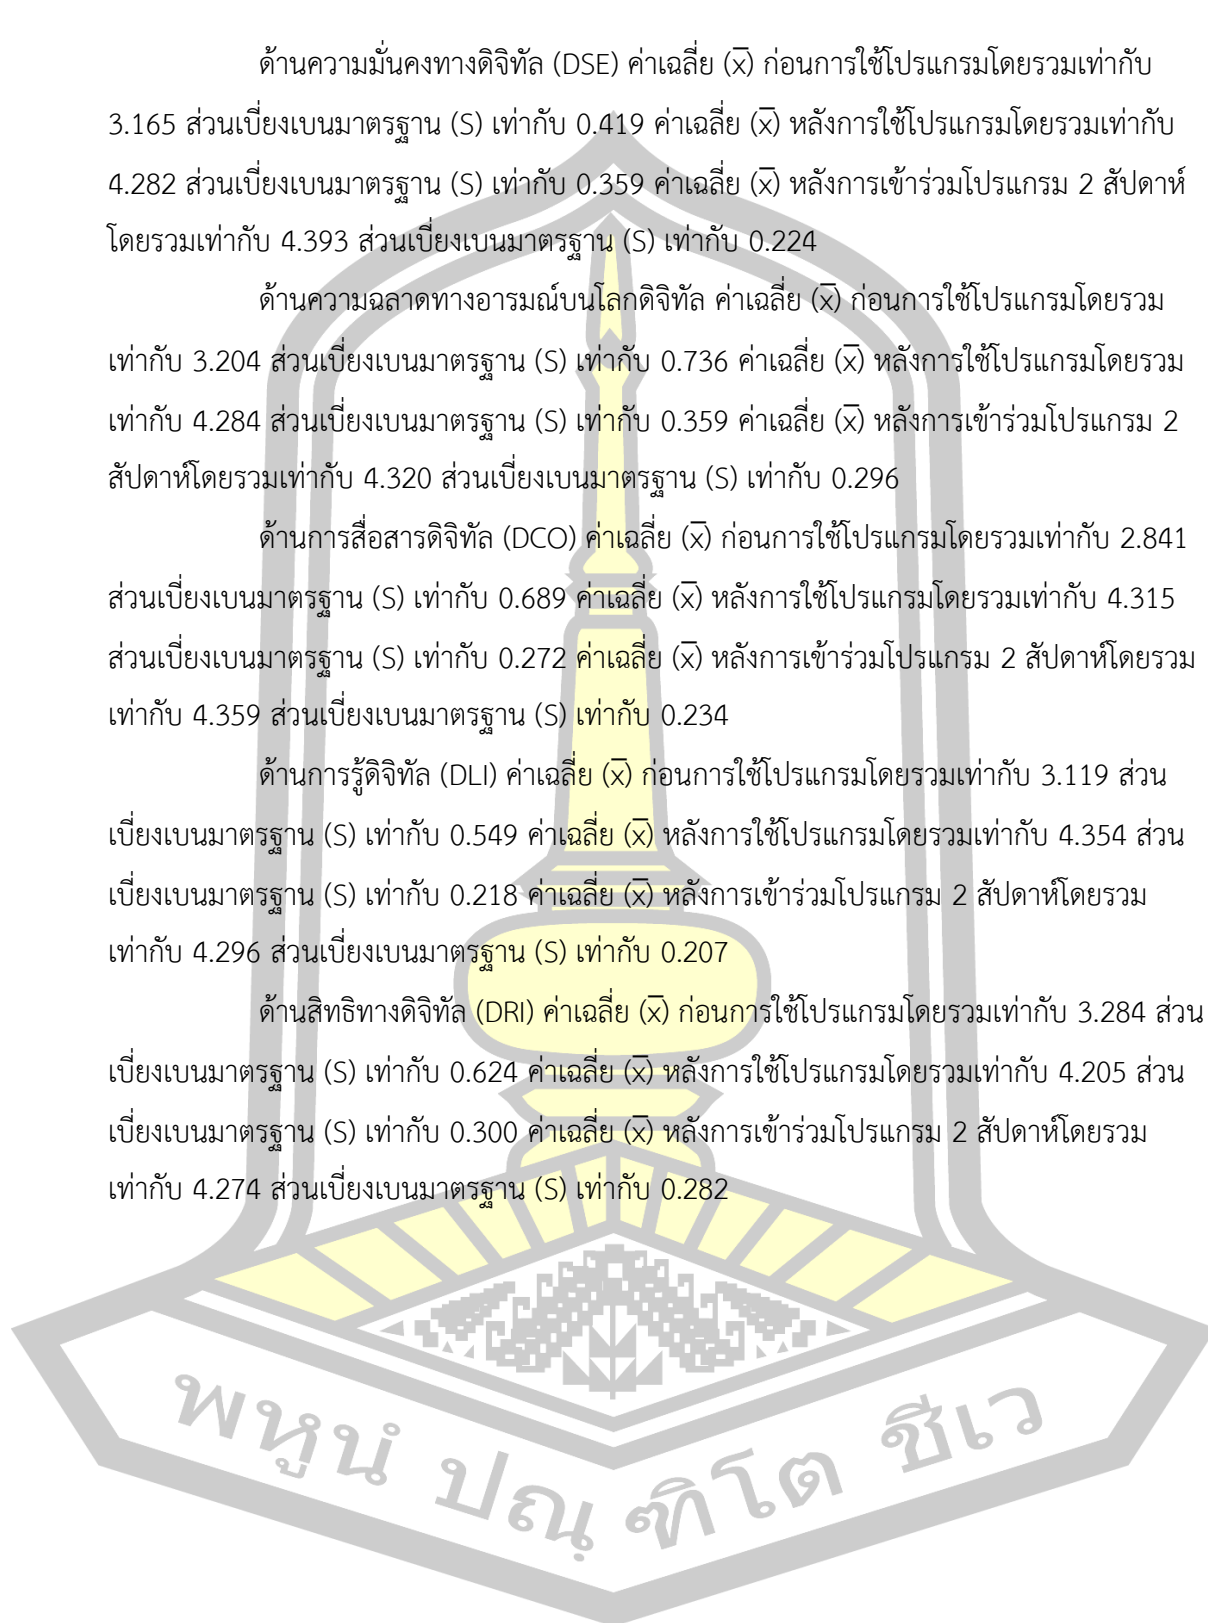 ด้านความมั่นคงทางดิจิทัล (DSE) ค่าเฉลี่ย (x̅) ก่อนการใช้โปรแกรมโดยรวมเท่ากับ
3.165 ส่วนเบี่ยงเบนมาตรฐาน (S) เท่ากับ 0.419 ค่าเฉลี่ย (x̅) หลังการใช้โปรแกรมโดยรวมเท่ากับ
4.282 ส่วนเบี่ยงเบนมาตรฐาน (S) เท่ากับ 0.359 ค่าเฉลี่ย (x̅) หลังการเข้าร่วมโปรแกรม 2 สัปดาห์
โดยรวมเท่ากับ 4.393 ส่วนเบี่ยงเบนมาตรฐาน (S) เท่ากับ 0.224
ด้านความฉลาดทางอารมณ์บนโลกดิจิทัล ค่าเฉลี่ย (x̅) ก่อนการใช้โปรแกรมโดยรวม
เท่ากับ 3.204 ส่วนเบี่ยงเบนมาตรฐาน (S) เท่ากับ 0.736 ค่าเฉลี่ย (x̅) หลังการใช้โปรแกรมโดยรวม
เท่ากับ 4.284 ส่วนเบี่ยงเบนมาตรฐาน (S) เท่ากับ 0.359 ค่าเฉลี่ย (x̅) หลังการเข้าร่วมโปรแกรม 2
สัปดาห์โดยรวมเท่ากับ 4.320 ส่วนเบี่ยงเบนมาตรฐาน (S) เท่ากับ 0.296
ด้านการสื่อสารดิจิทัล (DCO) ค่าเฉลี่ย (x̅) ก่อนการใช้โปรแกรมโดยรวมเท่ากับ 2.841
ส่วนเบี่ยงเบนมาตรฐาน (S) เท่ากับ 0.689 ค่าเฉลี่ย (x̅) หลังการใช้โปรแกรมโดยรวมเท่ากับ 4.315
ส่วนเบี่ยงเบนมาตรฐาน (S) เท่ากับ 0.272 ค่าเฉลี่ย (x̅) หลังการเข้าร่วมโปรแกรม 2 สัปดาห์โดยรวม
เท่ากับ 4.359 ส่วนเบี่ยงเบนมาตรฐาน (S) เท่ากับ 0.234
ด้านการรู้ดิจิทัล (DLI) ค่าเฉลี่ย (x̅) ก่อนการใช้โปรแกรมโดยรวมเท่ากับ 3.119 ส่วน
เบี่ยงเบนมาตรฐาน (S) เท่ากับ 0.549 ค่าเฉลี่ย (x̅) หลังการใช้โปรแกรมโดยรวมเท่ากับ 4.354 ส่วน
เบี่ยงเบนมาตรฐาน (S) เท่ากับ 0.218 ค่าเฉลี่ย (x̅) หลังการเข้าร่วมโปรแกรม 2 สัปดาห์โดยรวม
เท่ากับ 4.296 ส่วนเบี่ยงเบนมาตรฐาน (S) เท่ากับ 0.207
ด้านสิทธิทางดิจิทัล (DRI) ค่าเฉลี่ย (x̅) ก่อนการใช้โปรแกรมโดยรวมเท่ากับ 3.284 ส่วน
เบี่ยงเบนมาตรฐาน (S) เท่ากับ 0.624 ค่าเฉลี่ย (x̅) หลังการใช้โปรแกรมโดยรวมเท่ากับ 4.205 ส่วน
เบี่ยงเบนมาตรฐาน (S) เท่ากับ 0.300 ค่าเฉลี่ย (x̅) หลังการเข้าร่วมโปรแกรม 2 สัปดาห์โดยรวม
เท่ากับ 4.274 ส่วนเบี่ยงเบนมาตรฐาน (S) เท่ากับ 0.282
พหูนํ ปณฺฑิโต ชีเว